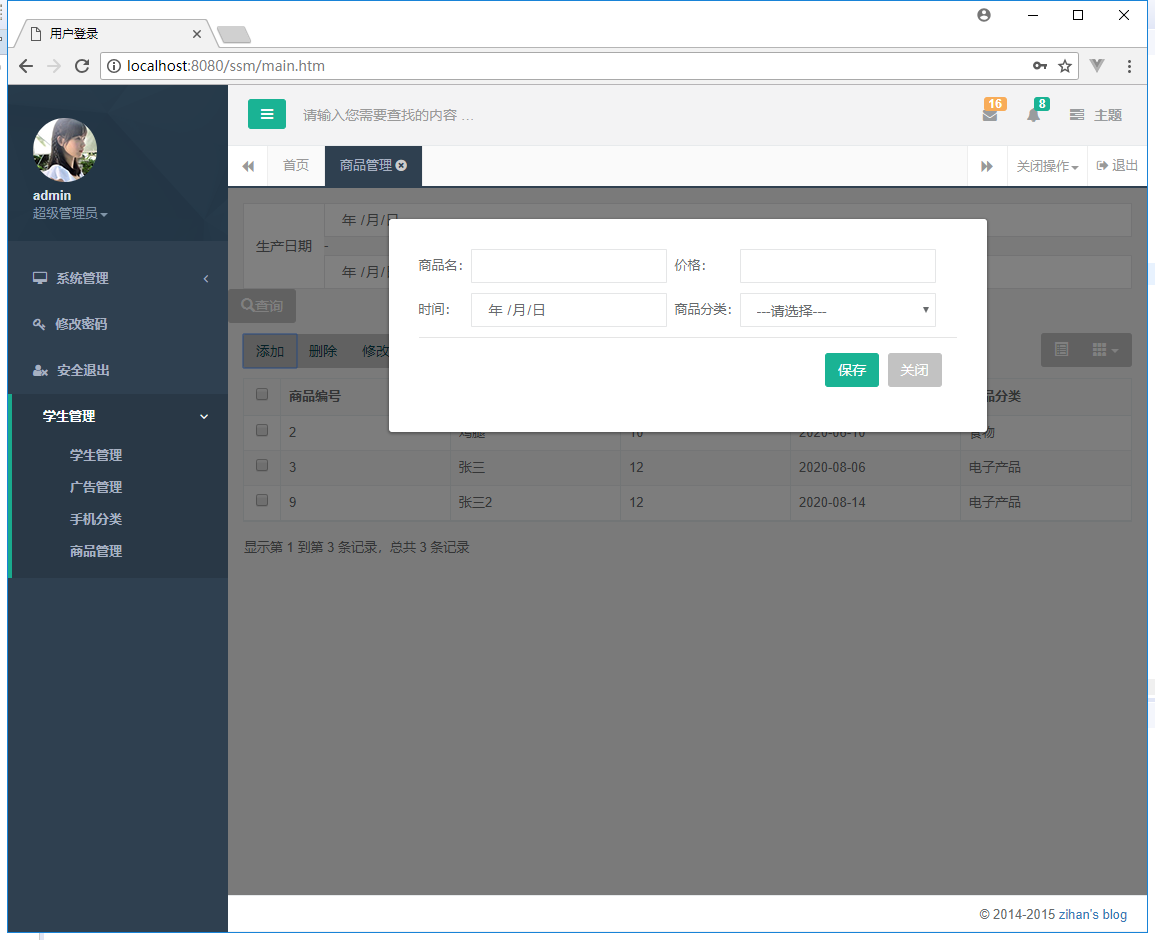 用户登录
localhost:8080/ssm/main.htm
admin
超级管理员
系统管理
修改密码
安全退出
学生管理
学生管理
广告管理
手机分类
商品管理
请输入您需要查找的内容 …
16
8
主题
首页
商品管理
关闭操作
退出
生产日期
年 /月/日
-
年 /月/
查询
添加
删除
修改
商品名:
价格:
时间:
年 /月/日
商品分类:
---请选择---
保存
关闭
商品编号
品分类
2 鸡腿 10 2020-08-10 食物
3 张三 12 2020-08-06 电子产品
9 张三2 12 2020-08-14 电子产品
显示第 1 到第 3 条记录，总共 3 条记录
© 2014-2015 zihan's blog